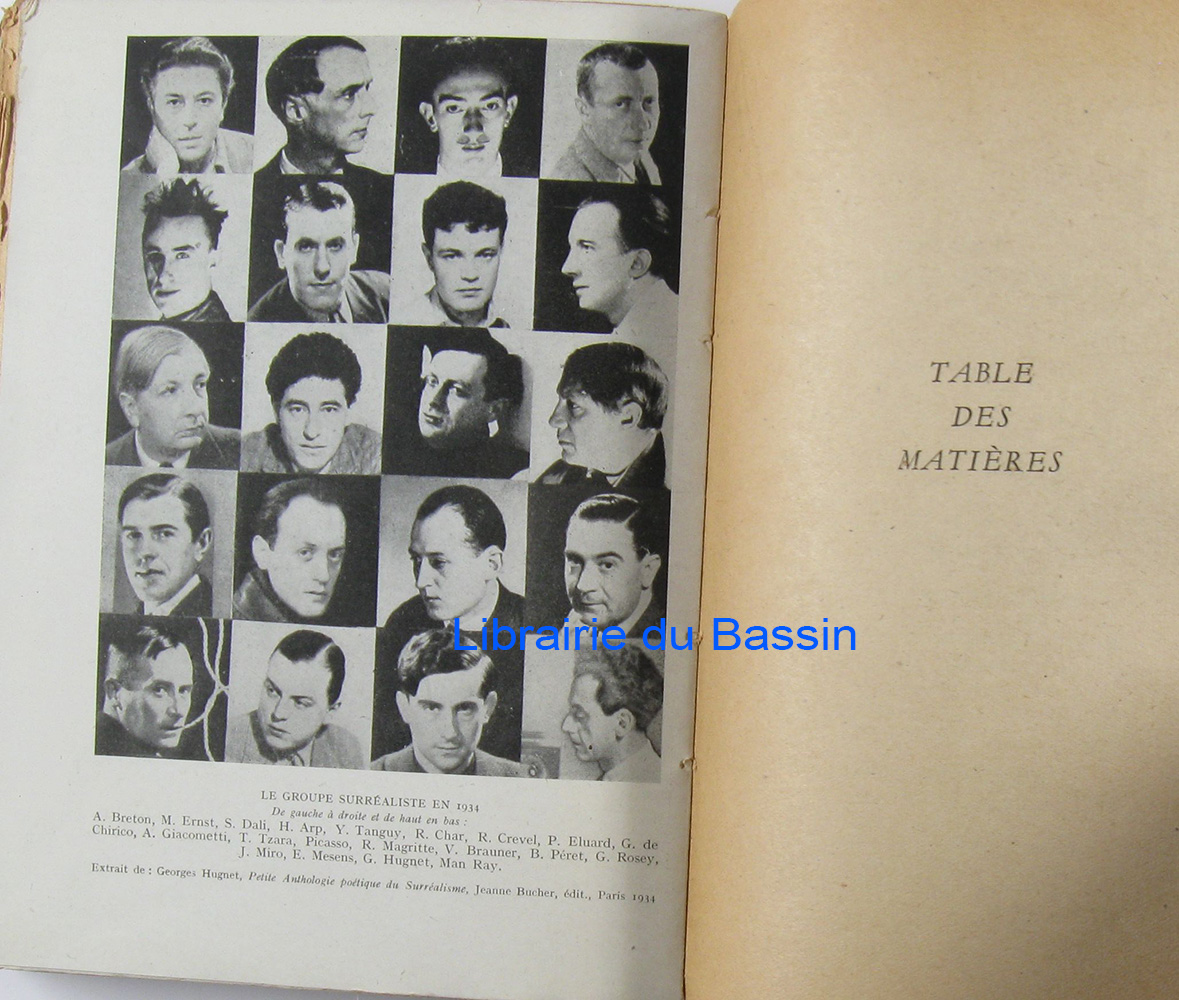 LE GROUPE SURRÉALISTE EN 1934
De gauche à droite et de haut en bas :
A. Breton, M. Ernst, S. Dali, H. Arp, Y. Tanguy, R. Char, R. Crevel, P. Eluard, G. de
Chirico, A. Giacometti, T. Tzara, Picasso, R. Magritte, V. Brauner, B. Péret, G. Rosey,
J. Miro, E. Mesens, G. Hugnet, Man Ray.
Extrait de : Georges Hugnet, Petite Anthologie poétique du Surréalisme, Jeanne Bucher, édit., Paris 1934
Librairie du Bassin
TABLE
DES
MATIÈRES